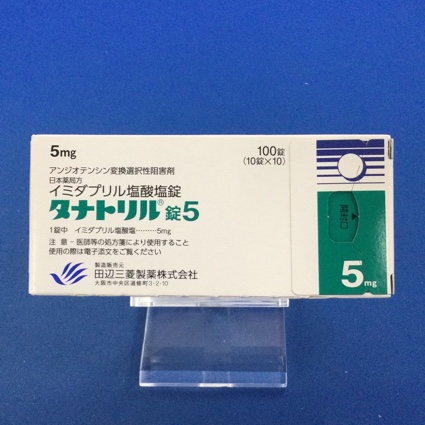 5mg
100錠
(10錠×10)
アンジオテンシン変換選択性阻害剤
日本薬局方
イミダプリル塩酸塩錠
タナトリル®錠5
1錠中 イミダプリル塩酸塩………5mg
注意-医師等の処方箋により使用すること
使用の際は電子添文をご覧ください
製造販売元
田辺三菱製薬株式会社
大阪市中央区道修町3-2-10
開封口
5mg